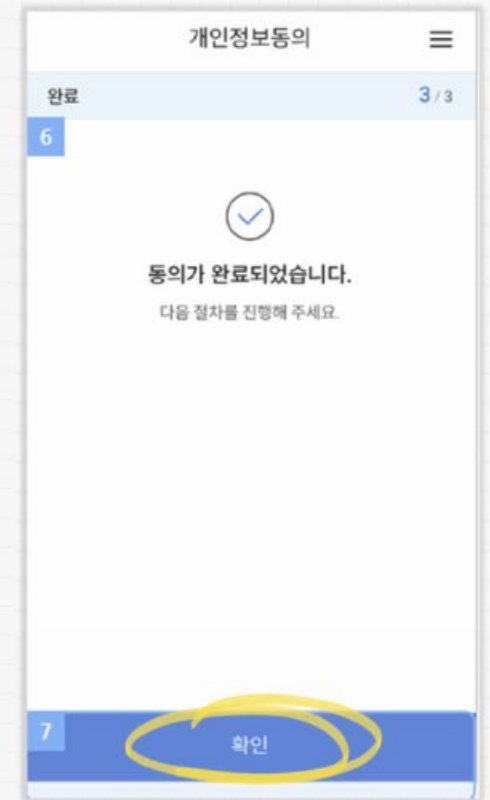 개인정보동의
완료 3 / 3
6
동의가 완료되었습니다.
다음 절차를 진행해 주세요.
7
확인